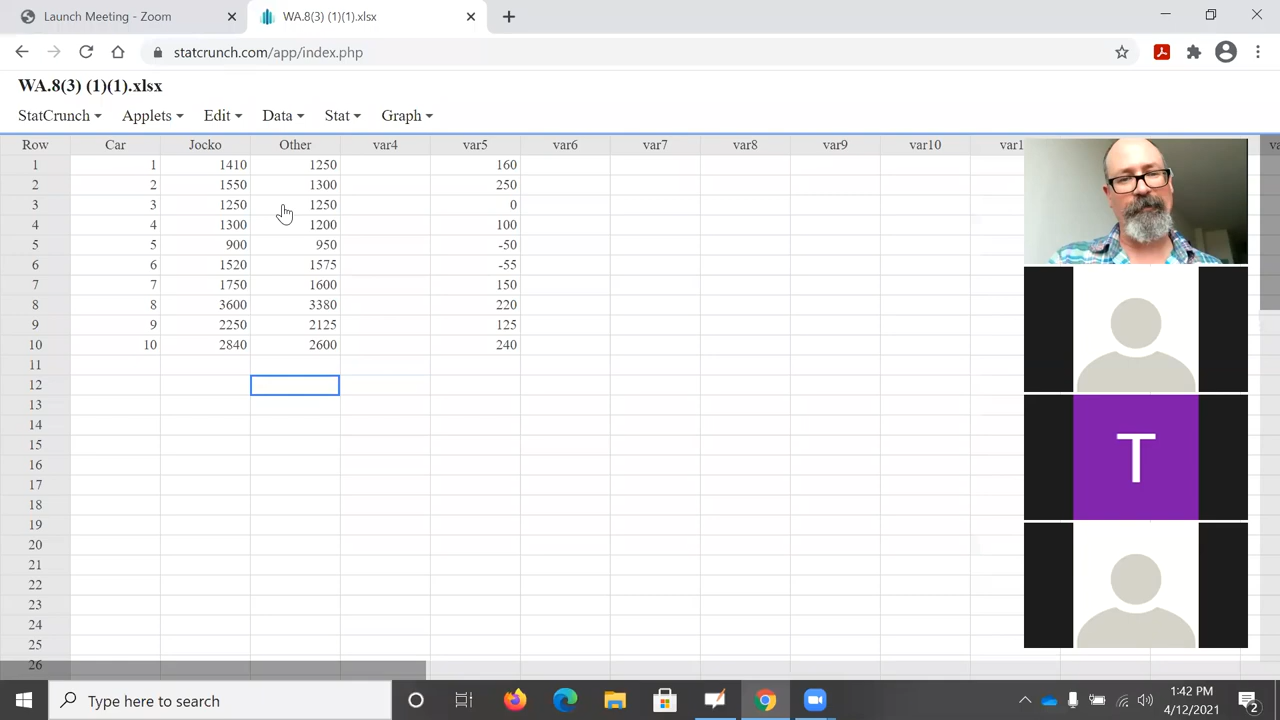 Launch Meeting - Zoom
WA.8(3) (1)(1).xlsx
statcrunch.com/app/index.php
WA.8(3) (1)(1).xlsx
StatCrunch Applets Edit Data Stat Graph
Row Car Jocko Other var4 var5 var6 var7 var8 var9 var10 var1 va
1 1 1410 1250 160
2 2 1550 1300 250
3 3 1250 1250 0
4 4 1300 1200 100
5 5 900 950 -50
6 6 1520 1575 -55
7 7 1750 1600 150
8 8 3600 3380 220
9 9 2250 2125 125
10 10 2840 2600 240
11
12
13
14
15
16
17
18
19
20
21
22
23
24
25
26
T
Type here to search
1:42 PM
4/12/2021
2